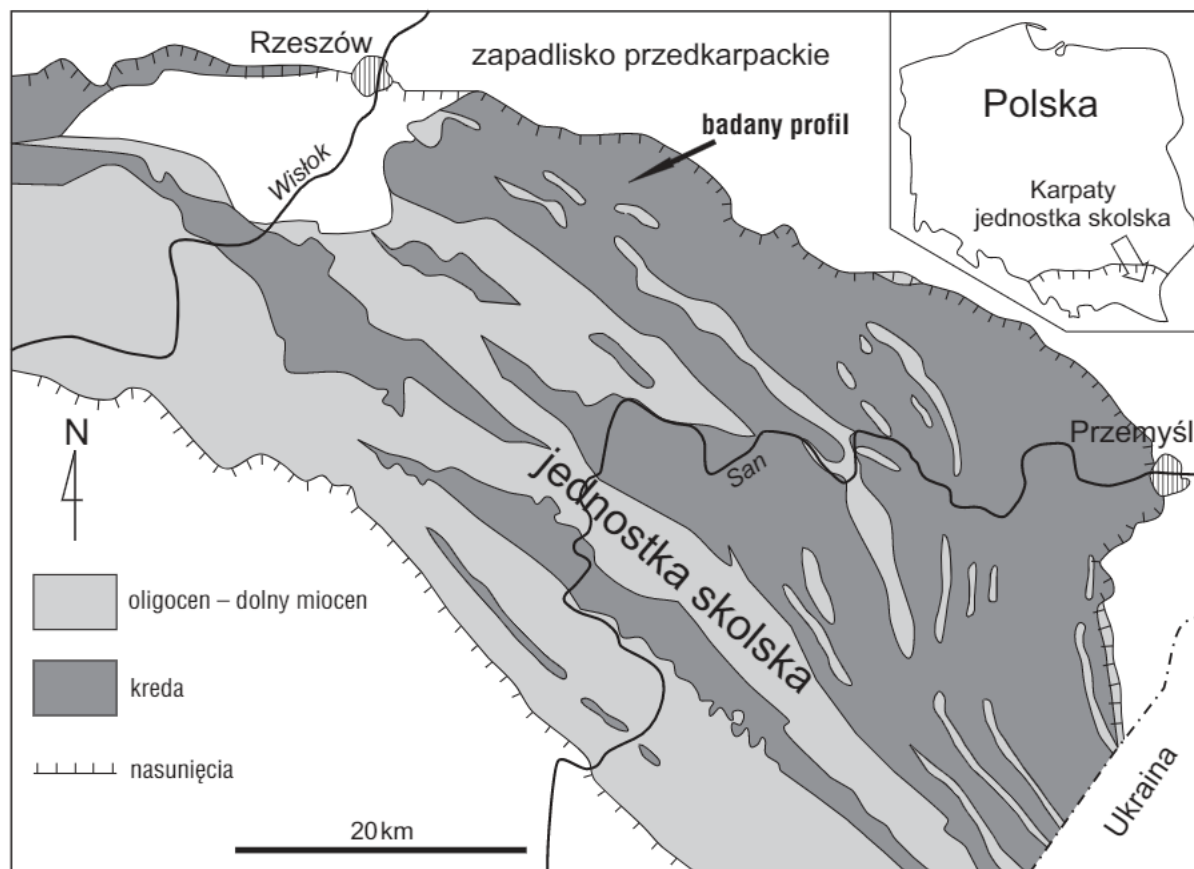 Rzeszów
zapadlisko przedkarpackie
Polska
badany profil
Wisłok
Karpaty
jednostka skolska
Przemyśl
San
jednostka skolska
N
oligocen – dolny miocen
kreda
nasunięcia
20 km
Ukraina